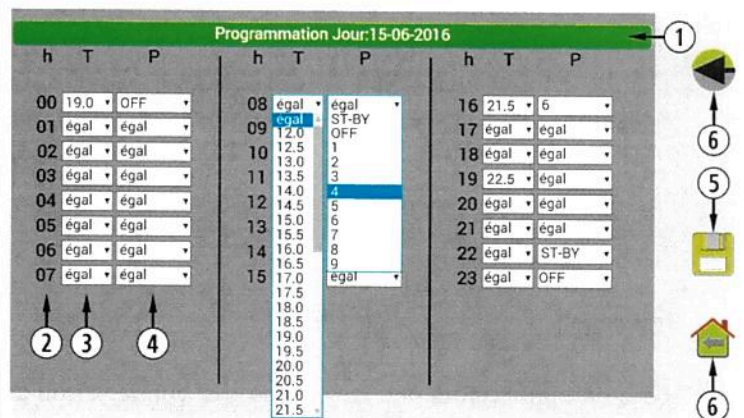 Programmation Jour:15-06-2016
1
h T P
00 19.0 OFF
01 égal égal
02 égal égal
03 égal égal
04 égal égal
05 égal égal
06 égal égal
07 égal égal
2 3 4
h T P
08 égal égal
09
10
11
12
13
14
15 égal
égal
12.0
12.5
13.0
13.5
14.0
14.5
15.0
15.5
16.0
16.5
17.0
17.5
18.0
18.5
19.0
19.5
20.0
20.5
21.0
21.5
ST-BY
OFF
1
2
3
4
5
6
7
8
9
h T P
16 21.5 6
17 égal égal
18 égal égal
19 22.5 égal
20 égal égal
21 égal égal
22 égal ST-BY
23 égal OFF
6
5
6